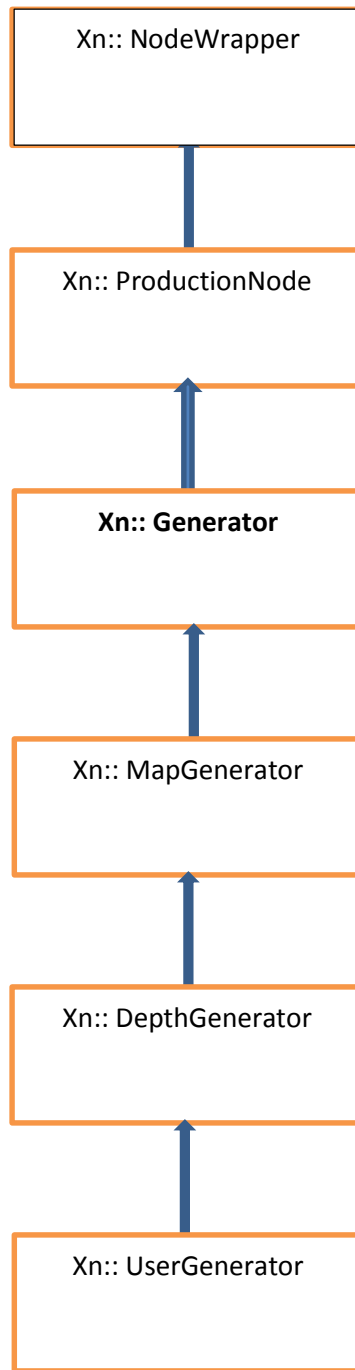 Xn:: NodeWrapper
Xn:: ProductionNode
Xn:: Generator
Xn:: MapGenerator
Xn:: DepthGenerator
Xn:: UserGenerator